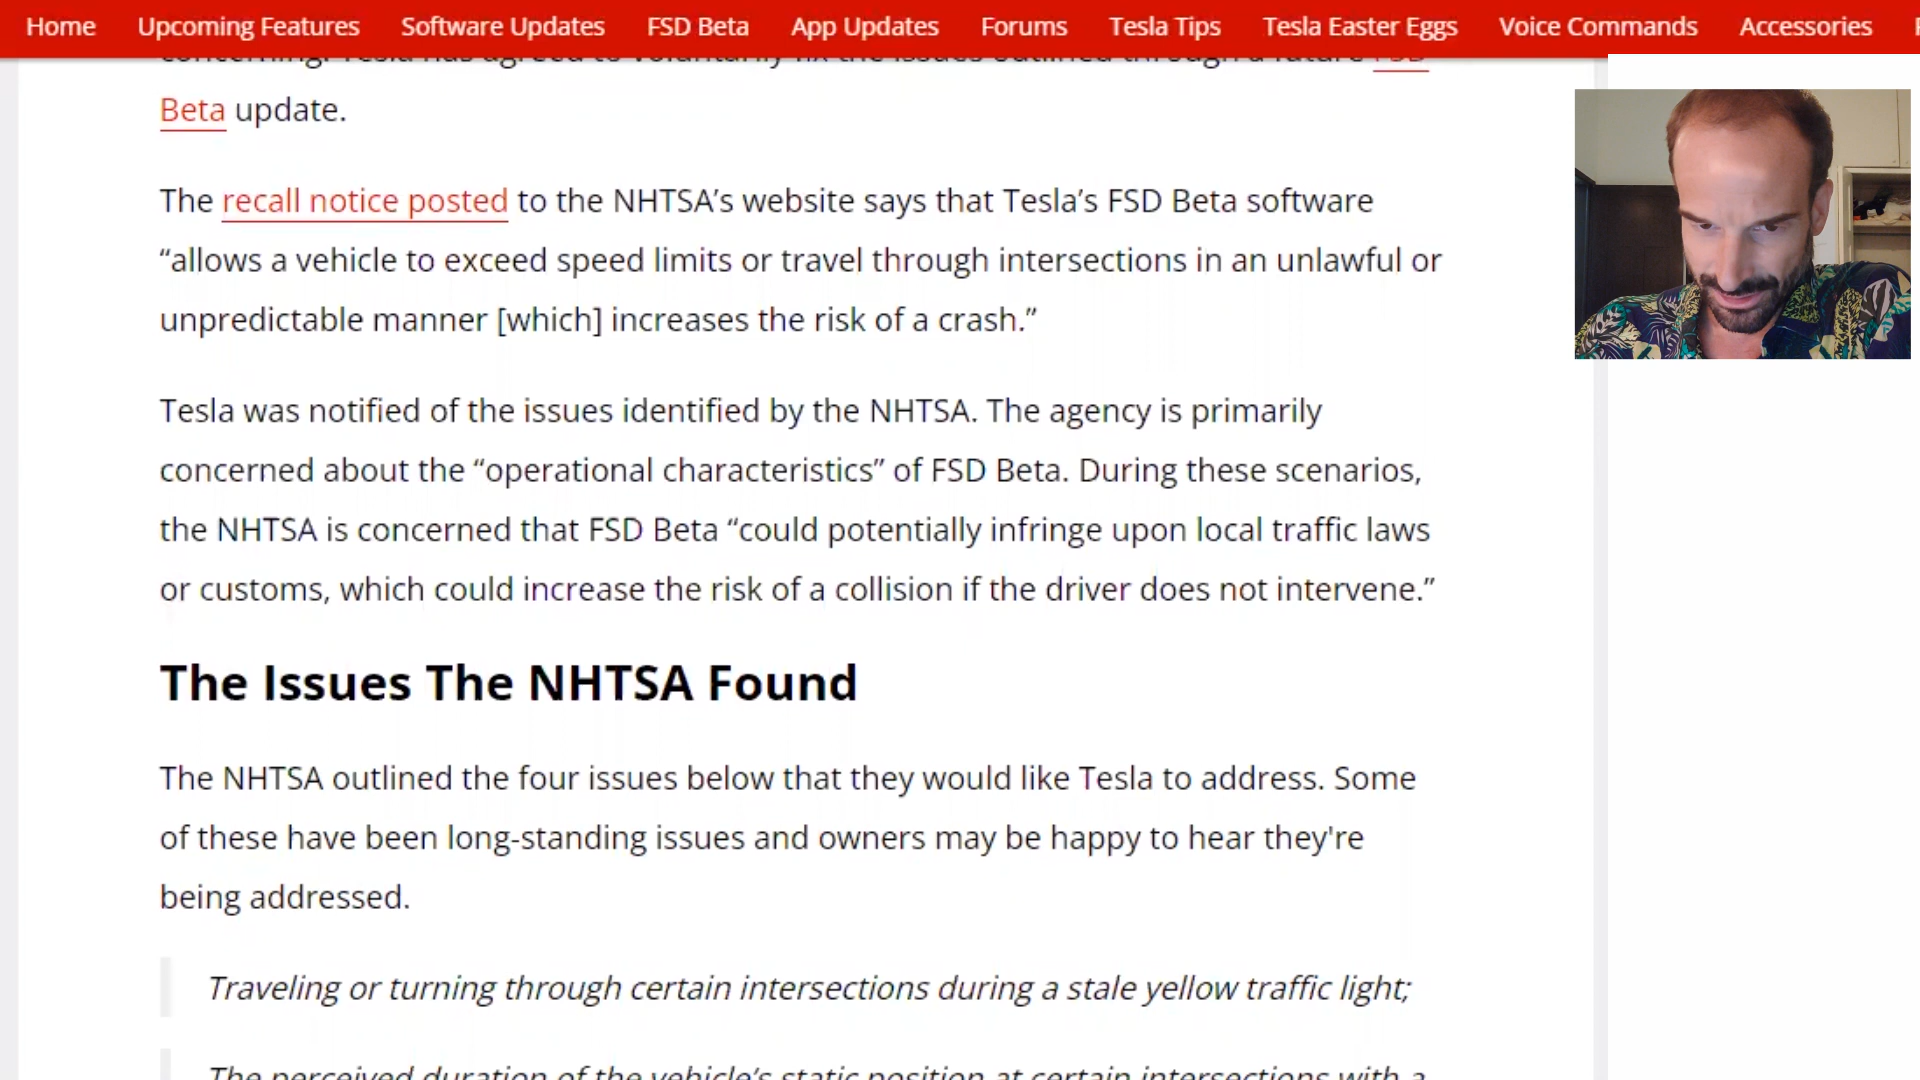 Home Upcoming Features Software Updates FSD Beta App Updates Forums Tesla Tips Tesla Easter Eggs Voice Commands Accessories
concerning. Tesla has agreed to voluntarily fix the issues outlined through a future FSD
Beta update.
The recall notice posted to the NHTSA’s website says that Tesla’s FSD Beta software
“allows a vehicle to exceed speed limits or travel through intersections in an unlawful or
unpredictable manner [which] increases the risk of a crash.”
Tesla was notified of the issues identified by the NHTSA. The agency is primarily
concerned about the “operational characteristics” of FSD Beta. During these scenarios,
the NHTSA is concerned that FSD Beta “could potentially infringe upon local traffic laws
or customs, which could increase the risk of a collision if the driver does not intervene.”
The Issues The NHTSA Found
The NHTSA outlined the four issues below that they would like Tesla to address. Some
of these have been long-standing issues and owners may be happy to hear they're
being addressed.
Traveling or turning through certain intersections during a stale yellow traffic light;
The perceived duration of the vehicle’s static position at certain intersections with a